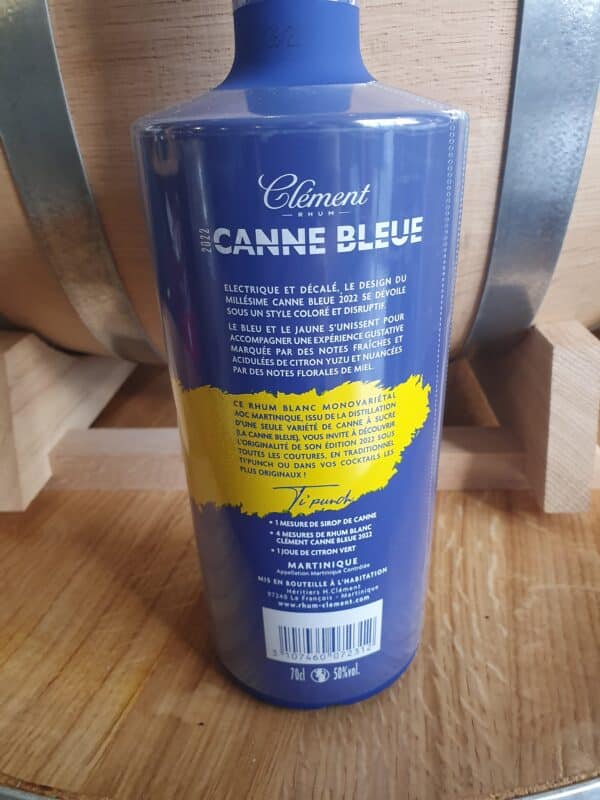 Clément
RHUM
2022 CANNE BLEUE
ELECTRIQUE ET DÉCALÉ, LE DESIGN DU
MILLÉSIME CANNE BLEUE 2022 SE DÉVOILE
SOUS UN STYLE COLORÉ ET DISRUPTIF.
LE BLEU ET LE JAUNE S'UNISSENT POUR
ACCOMPAGNER UNE EXPÉRIENCE GUSTATIVE
MARQUÉE PAR DES NOTES FRAÎCHES ET
ACIDULÉES DE CITRON YUZU ET NUANCÉES
PAR DES NOTES FLORALES DE MIEL.
CE RHUM BLANC MONOVARIÉTAL
AOC MARTINIQUE, ISSU DE LA DISTILLATION
D'UNE SEULE VARIÉTÉ DE CANNE À SUCRE
(LA CANNE BLEUE), VOUS INVITE À DÉCOUVRIR
L'ORIGINALITÉ DE SON ÉDITION 2022 SOUS
TOUTES LES COUTURES, EN TRADITIONNEL
TI'PUNCH OU DANS VOS COCKTAILS LES
PLUS ORIGINAUX !
Ti'punch
• 1 MESURE DE SIROP DE CANNE
• 4 MESURES DE RHUM BLANC
CLÉMENT CANNE BLEUE 2022
• 1 JOUE DE CITRON VERT
MARTINIQUE
Appellation Martinique Contrôlée
MIS EN BOUTEILLE À L'HABITATION
Héritiers H.Clément
97240 Le François - Martinique
www.rhum-clement.com
3 107460 072314
70cl 50%vol.